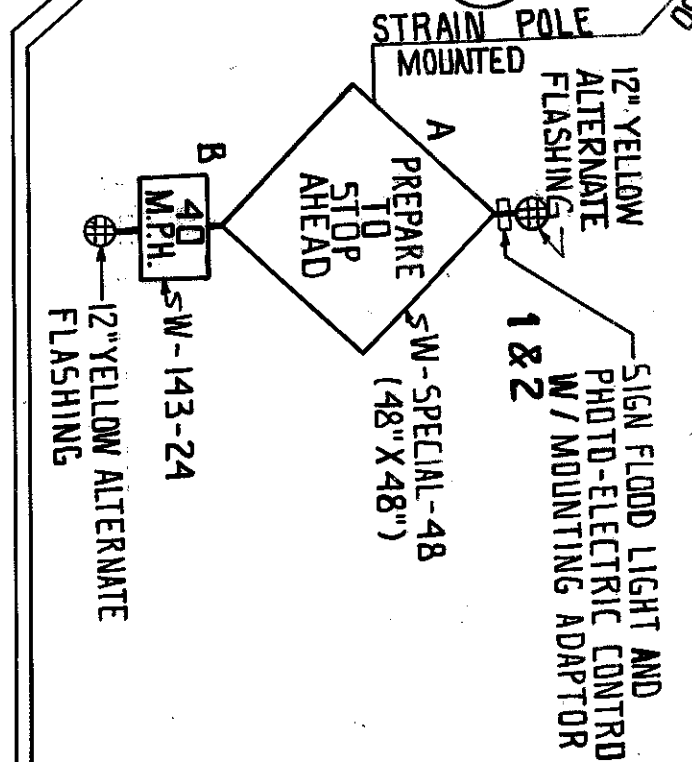 STRAIN POLE
MOUNTED
12" YELLOW
ALTERNATE
FLASHING
SIGN FLOOD LIGHT AND
PHOTO-ELECTRIC CONTRO
W/ MOUNTING ADAPTOR
1 & 2
A
PREPARE
TO
STOP
AHEAD
SW-SPECIAL-48
(48"X48")
B
40
M.P.H.
SW-143-24
12" YELLOW ALTERNATE
FLASHING